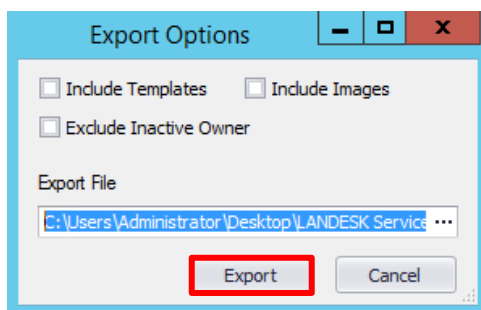 Export Options
Include Templates Include Images
Exclude Inactive Owner
Export File
C:\Users\Administrator\Desktop\LANDESK Service ...
Export Cancel